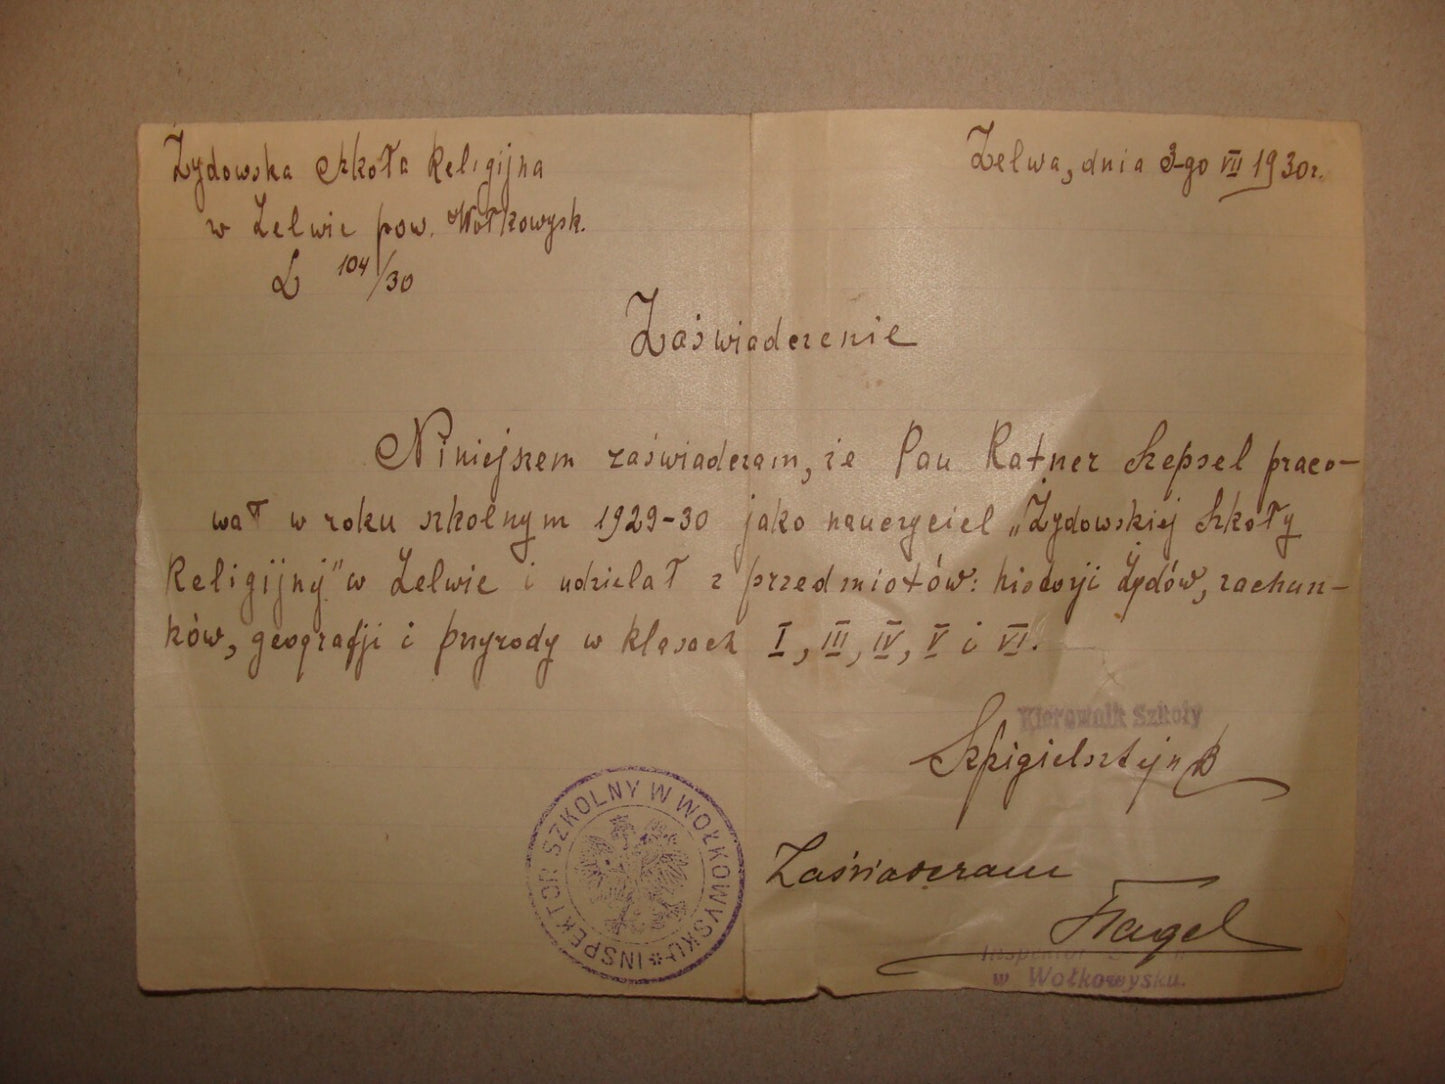 Żydowska Szkoła Religijna
w Zelwie pow. Wołkowysk.
L 104/30
Zelwa, dnia 3-go VII 1930r.
Zaświadczenie
Niniejszem zaświadczam, że Pan Ratner Szepsel praco-
wał w roku szkolnym 1929-30 jako nauczyciel „Żydowskiej Szkoły
Religijnej" w Zelwie i udzielał z przedmiotów: historji Żydów, rachun-
ków, geografji i przyrody w klasach I, III, IV, V i VI.
Kierownik Szkoły
Szpigielsztejn B
INSPEKTOR SZKOLNY W WOŁKOWYSKU
Zaświadczam
Nagel
Inspektor
w Wołkowysku.